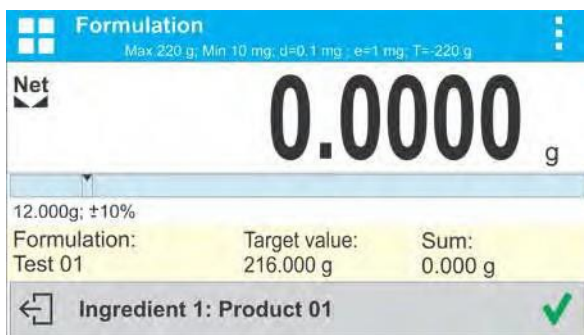 Formulation
Max 220 g; Min 10 mg; d=0.1 mg ; e=1 mg; T=-220 g
Net
0.0000 g
12.000g; ±10%
Formulation: Target value: Sum:
Test 01 216.000 g 0.000 g
Ingredient 1: Product 01